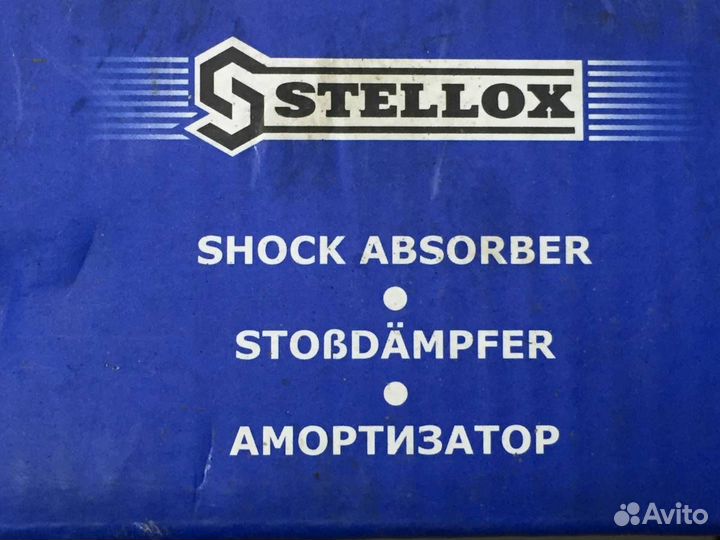 STELLOX
SHOCK ABSORBER
STOßDÄMPFER
АМОРТИЗАТОР
Avito